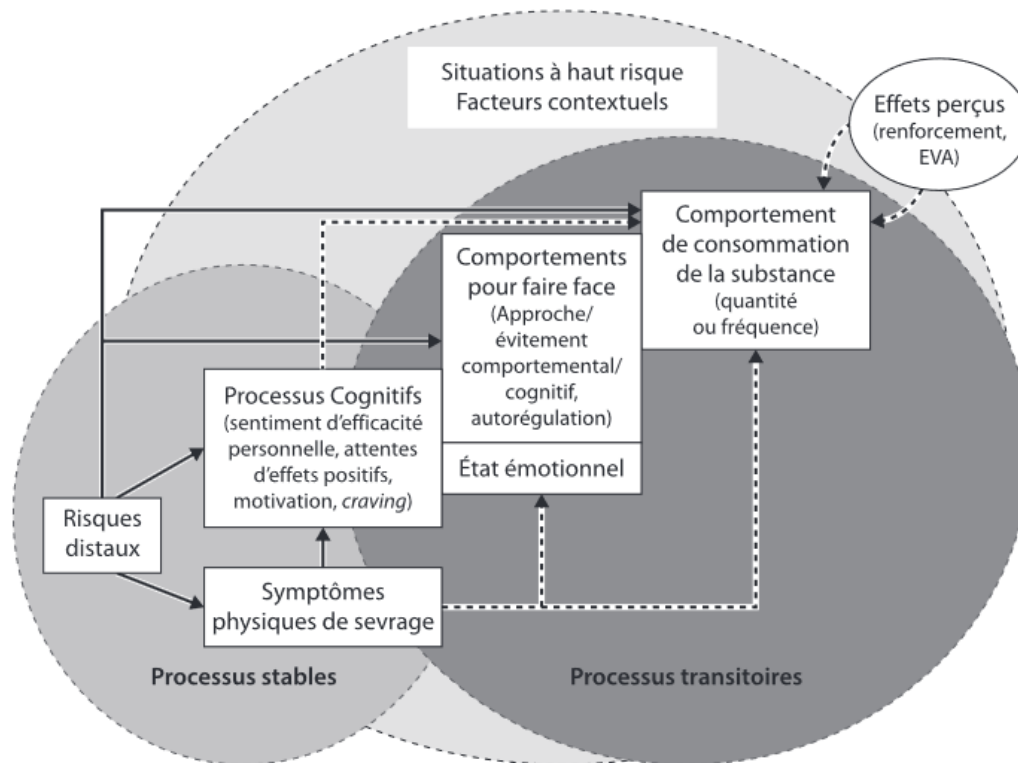 Situations à haut risque
Facteurs contextuels
Effets perçus
(renforcement,
EVA)
Comportement
de consommation
de la substance
(quantité
ou fréquence)
Comportements
pour faire face
(Approche/
évitement
comportemental/
cognitif,
autorégulation)
État émotionnel
Processus Cognitifs
(sentiment d'efficacité
personnelle, attentes
d'effets positifs,
motivation, craving)
Risques
distaux
Symptômes
physiques de sevrage
Processus stables
Processus transitoires